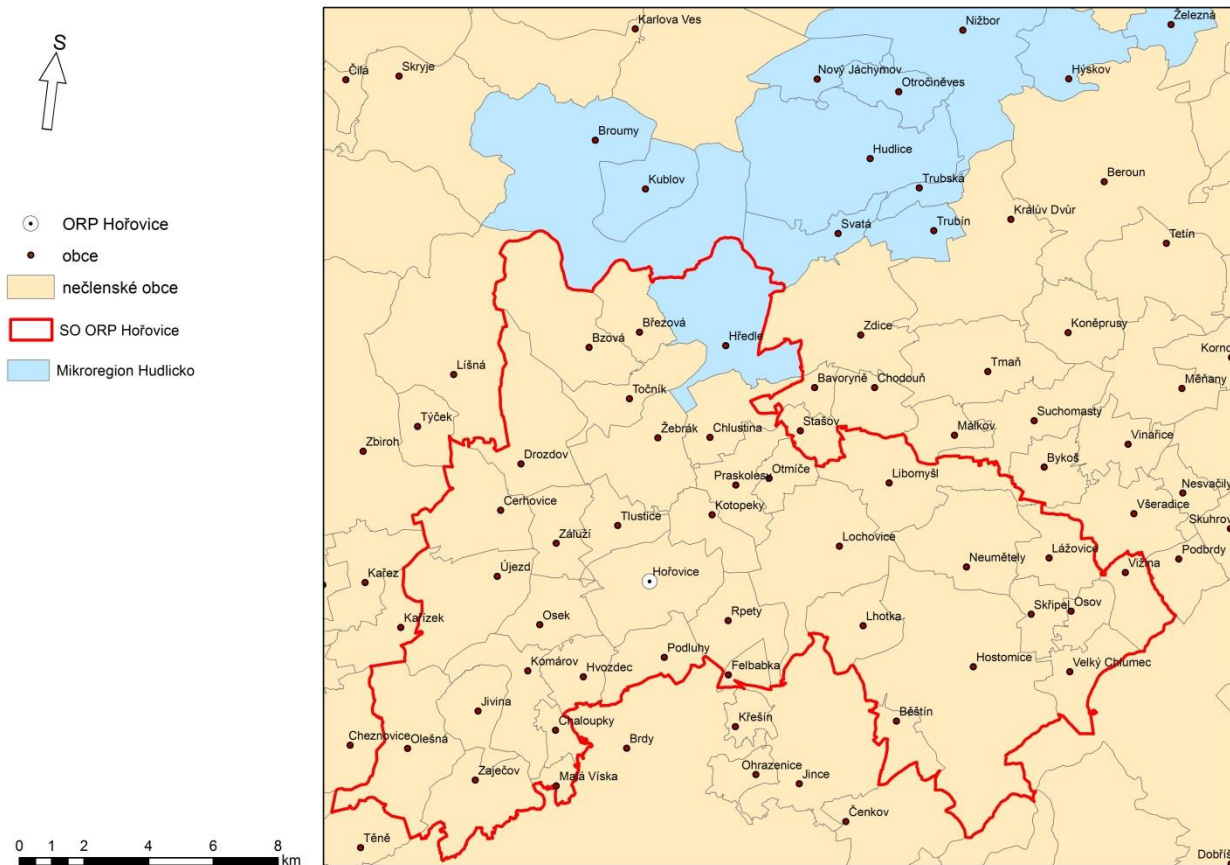 S
ORP Hořovice
obce
nečlenské obce
SO ORP Hořovice
Mikroregion Hudlicko
0 1 2 4 6 8
km
Karlova Ves
Nižbor
Železná
Čilá
Skryje
Nový Jáchymov
Otročiněves
Hýskov
Broumy
Hudlice
Kublov
Trubská
Beroun
Svatá
Trubín
Králův Dvůr
Tetín
Březová
Bzová
Hředle
Zdice
Koněprusy
Líšná
Točník
Bavoryně
Chodouň
Tmaň
Korno
Měňany
Týček
Zbiroh
Žebrák
Chlustina
Stašov
Málkov
Suchomasty
Vinařice
Drozdov
Praskolesy
Otmíče
Libomyšl
Bykoš
Nesvačily
Cerhovice
Tlustice
Kotopeky
Všeradice
Skuhrov
Záluží
Lochovice
Neumětely
Lážovice
Podbrdy
Vižina
Kařez
Újezd
Hořovice
Kařízek
Osek
Rpety
Lhotka
Skřipel
Osov
Komárov
Hvozdec
Podluhy
Felbabka
Hostomice
Velký Chlumec
Jivina
Chaloupky
Křešín
Běštín
Cheznovice
Olešná
Brdy
Zaječov
Malá Víska
Ohrazenice
Jince
Čenkov
Těně
Dobříš